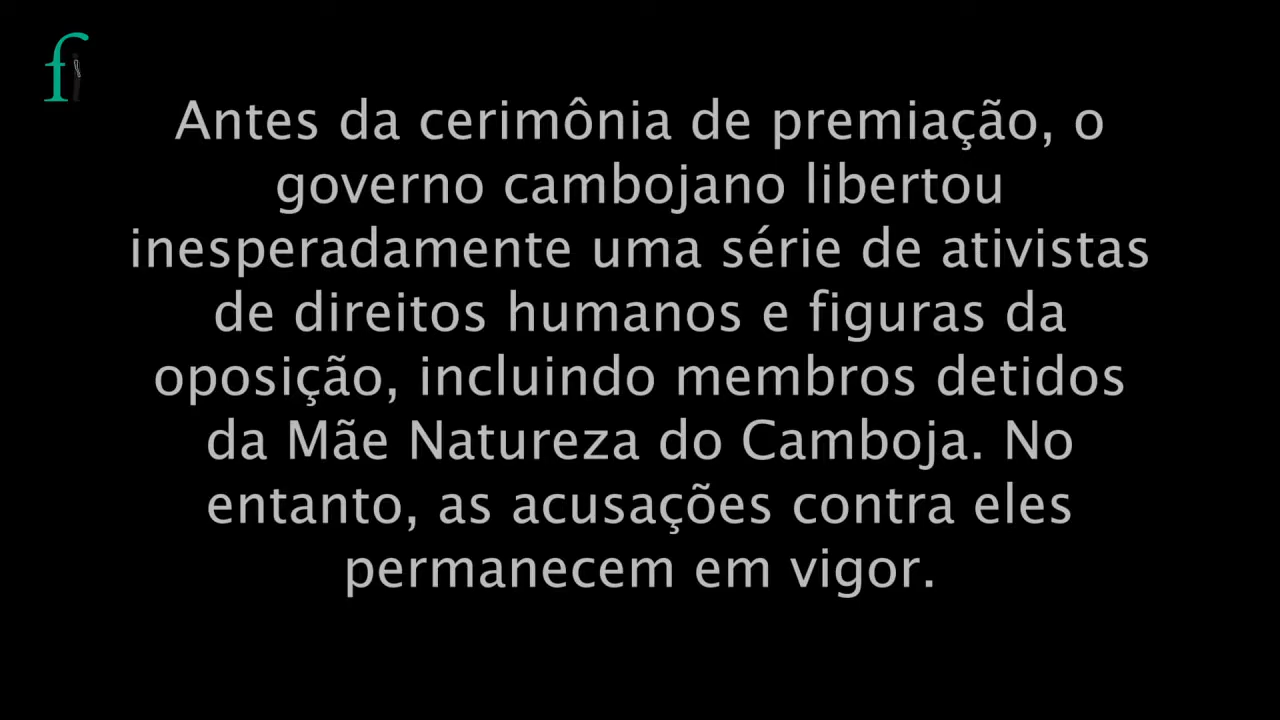 f
Antes da cerimônia de premiação, o
governo cambojano libertou
inesperadamente uma série de ativistas
de direitos humanos e figuras da
oposição, incluindo membros detidos
da Mãe Natureza do Camboja. No
entanto, as acusações contra eles
permanecem em vigor.